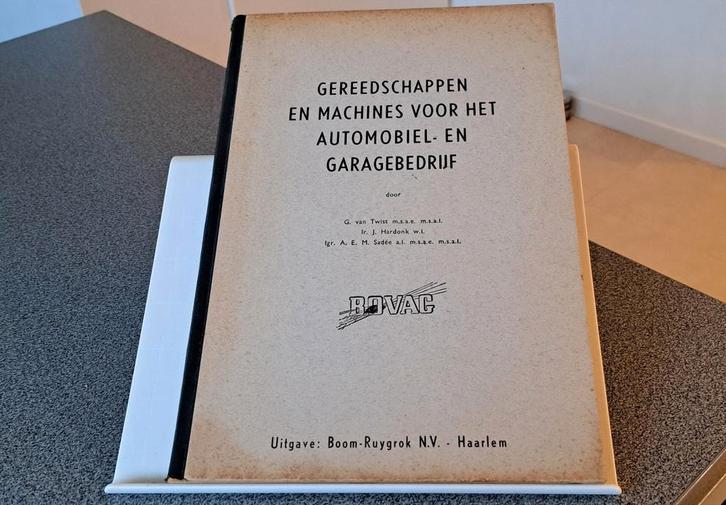 GEREEDSCHAPPEN
EN MACHINES VOOR HET
AUTOMOBIEL- EN
GARAGEBEDRIJF
door
G. van Twist m.s.a.e. m.s.a.i.
Ir. J. Hardonk w.i.
Igr. A. E. M. Sadée a.i. m.s.a.e. m.s.a.i.
BOVAG
Uitgave: Boom-Ruygrok N.V. - Haarlem